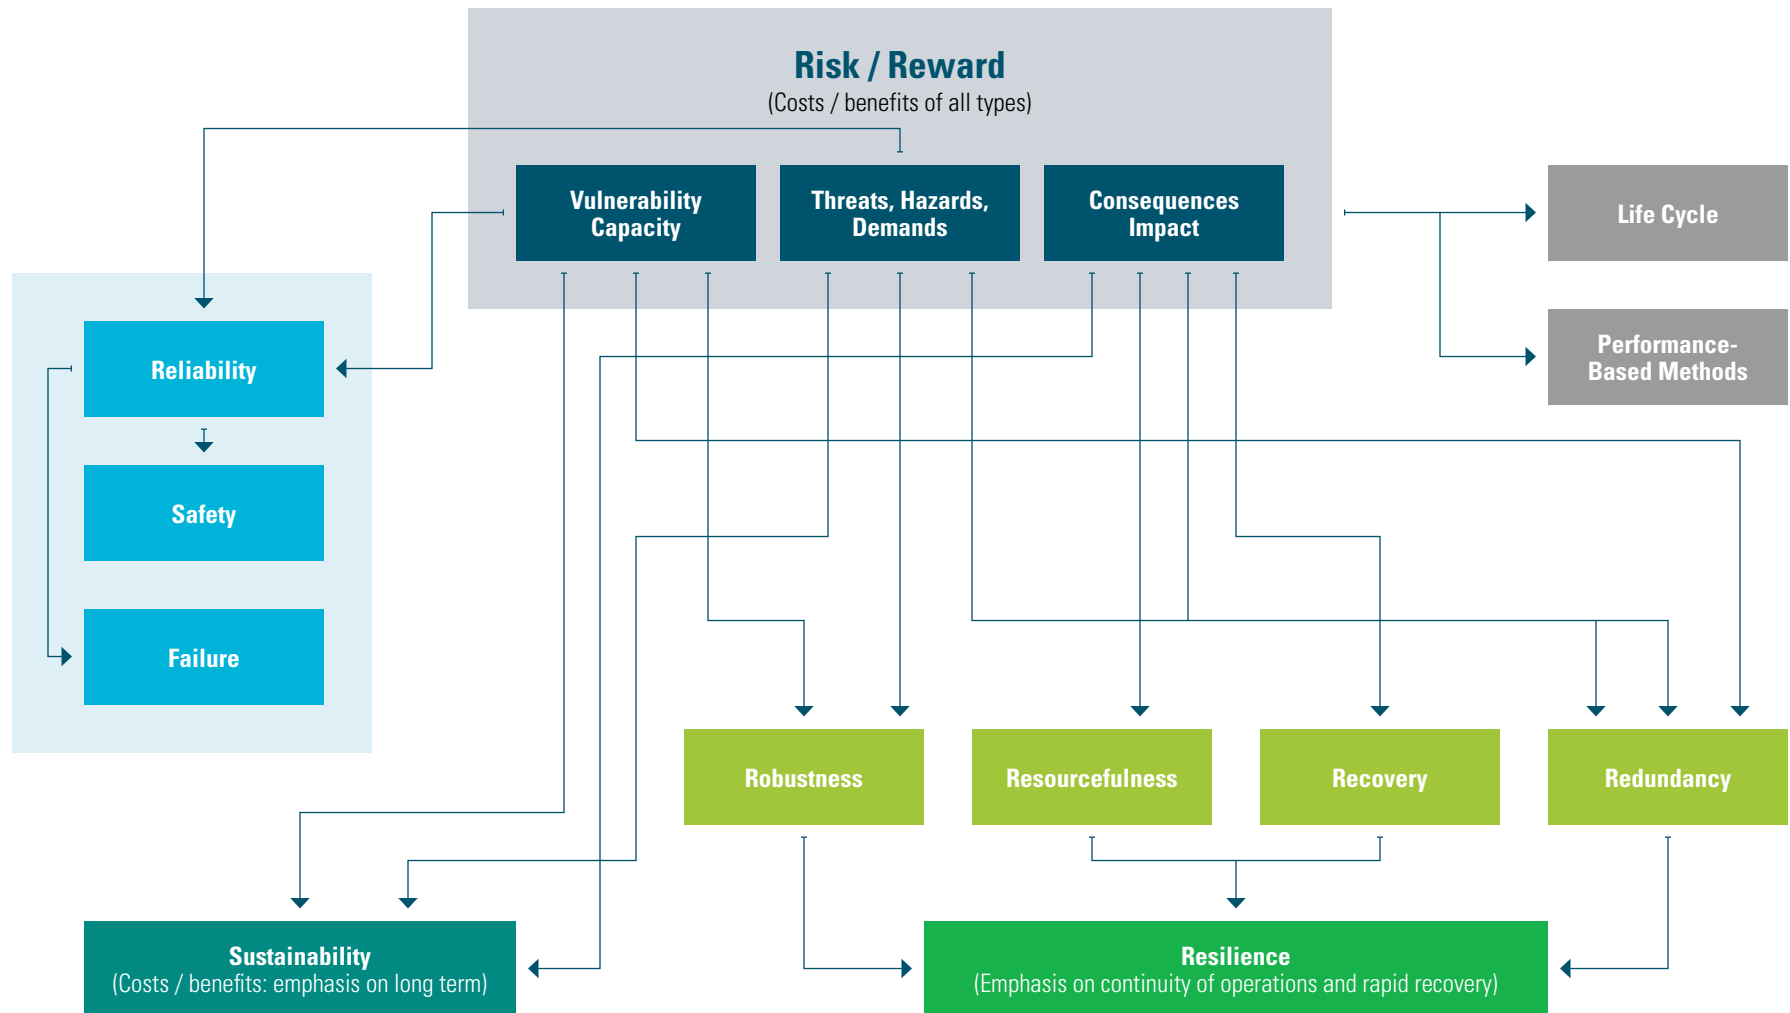 Risk / Reward
(Costs / benefits of all types)
Vulnerability
Capacity
Threats, Hazards,
Demands
Consequences
Impact
Life Cycle
Performance-
Based Methods
Reliability
Safety
Failure
Robustness
Resourcefulness
Recovery
Redundancy
Sustainability
(Costs / benefits: emphasis on long term)
Resilience
(Emphasis on continuity of operations and rapid recovery)